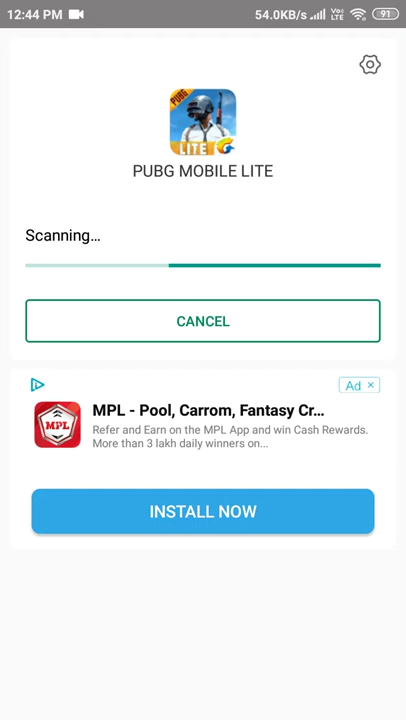 12:44 PM
54.0KB/s
Vo
LTE
91
PUBG
LITE
PUBG MOBILE LITE
Scanning...
CANCEL
Ad
MPL
MPL - Pool, Carrom, Fantasy Cr...
Refer and Earn on the MPL App and win Cash Rewards.
More than 3 lakh daily winners on...
INSTALL NOW